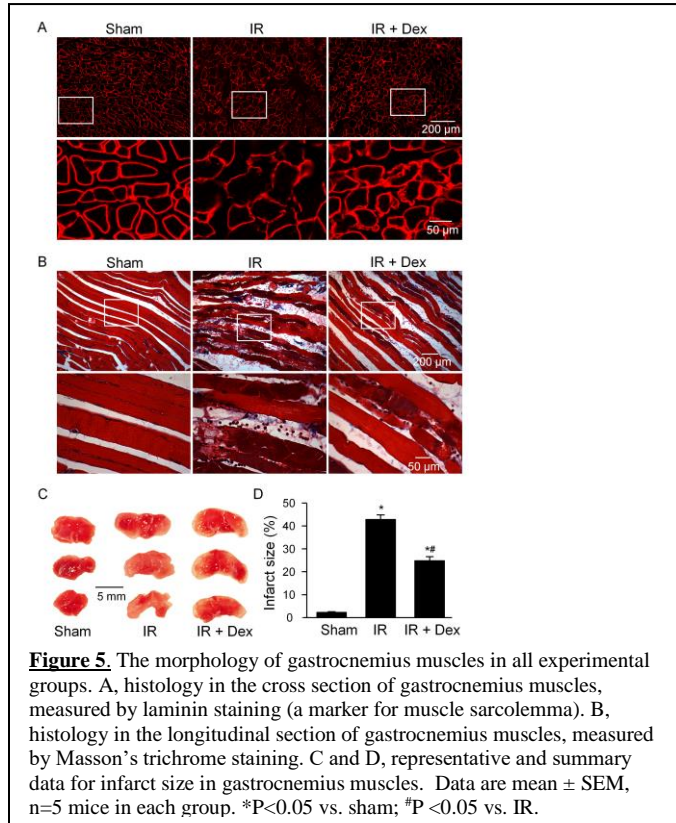 A Sham IR IR + Dex
200 µm
50 µm
B Sham IR IR + Dex
200 µm
50 µm
C
5 mm
Sham IR IR + Dex
D
Infarct size (%)
50
40
30
20
10
0
* *#
Sham IR IR + Dex
Figure 5. The morphology of gastrocnemius muscles in all experimental
groups. A, histology in the cross section of gastrocnemius muscles,
measured by laminin staining (a marker for muscle sarcolemma). B,
histology in the longitudinal section of gastrocnemius muscles, measured
by Masson’s trichrome staining. C and D, representative and summary
data for infarct size in gastrocnemius muscles. Data are mean ± SEM,
n=5 mice in each group. *P<0.05 vs. sham; #P <0.05 vs. IR.